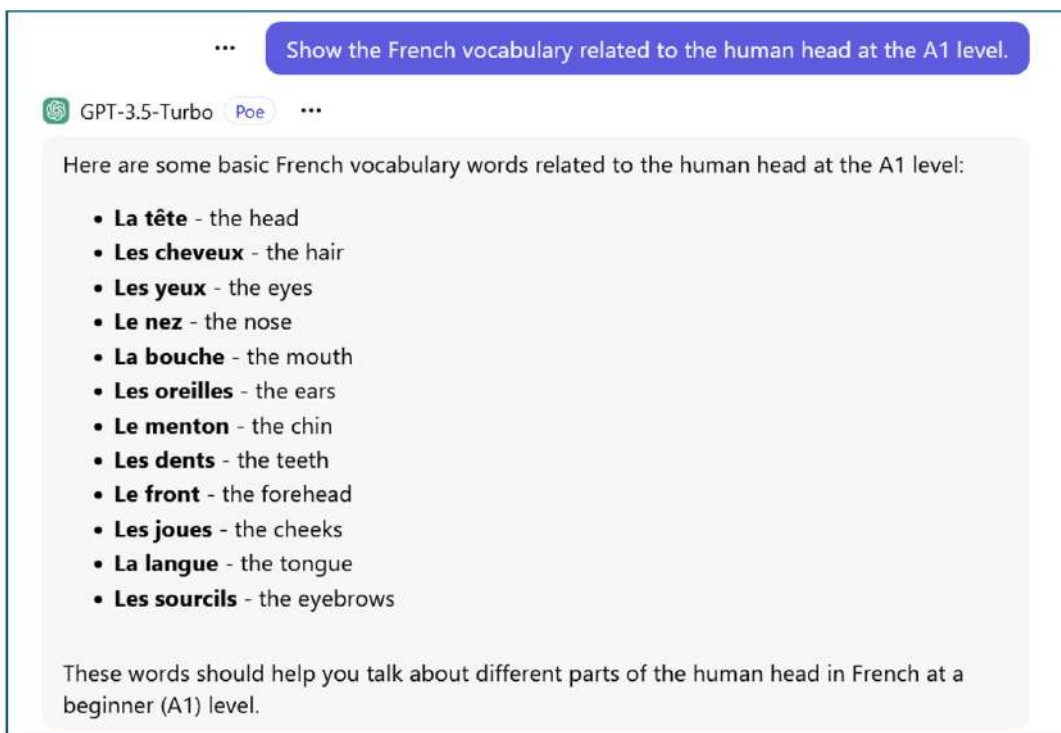 Show the French vocabulary related to the human head at the A1 level.
GPT-3.5-Turbo Poe
Here are some basic French vocabulary words related to the human head at the A1 level:
• La tête - the head
• Les cheveux - the hair
• Les yeux - the eyes
• Le nez - the nose
• La bouche - the mouth
• Les oreilles - the ears
• Le menton - the chin
• Les dents - the teeth
• Le front - the forehead
• Les joues - the cheeks
• La langue - the tongue
• Les sourcils - the eyebrows
These words should help you talk about different parts of the human head in French at a
beginner (A1) level.